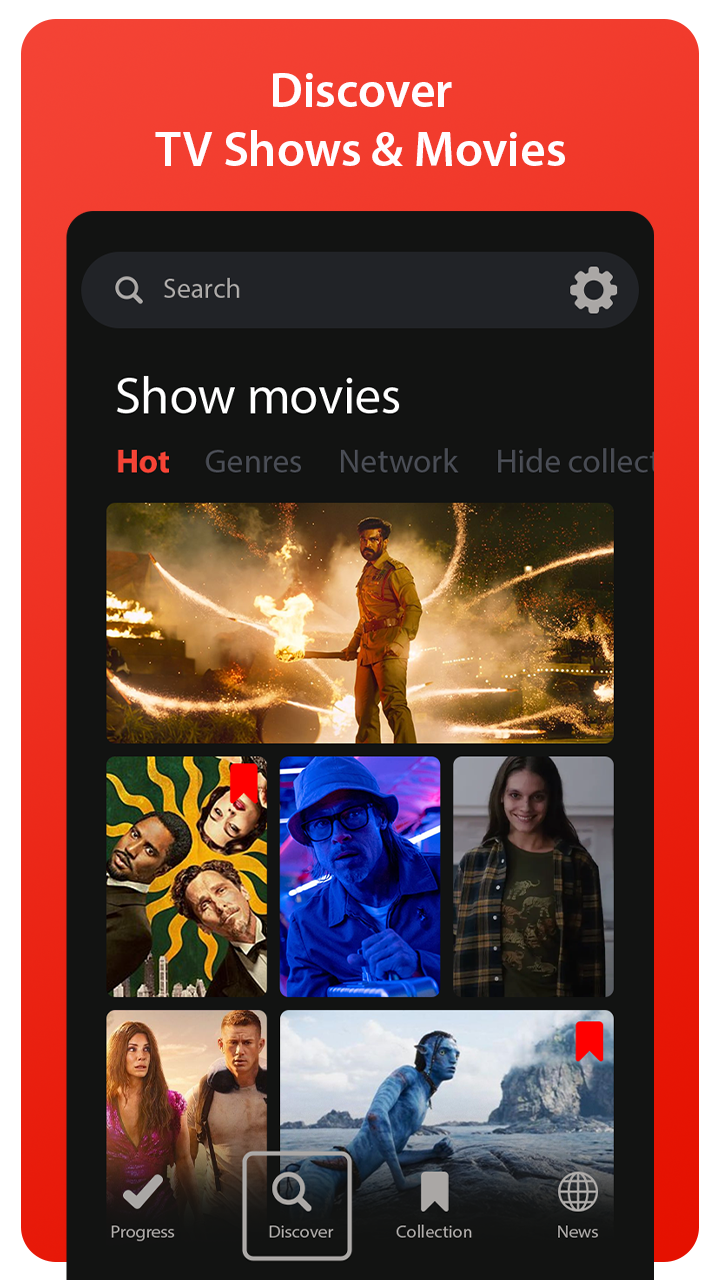 Discover
TV Shows & Movies
Search
Show movies
Hot Genres Network Hide collect
Progress Discover Collection News